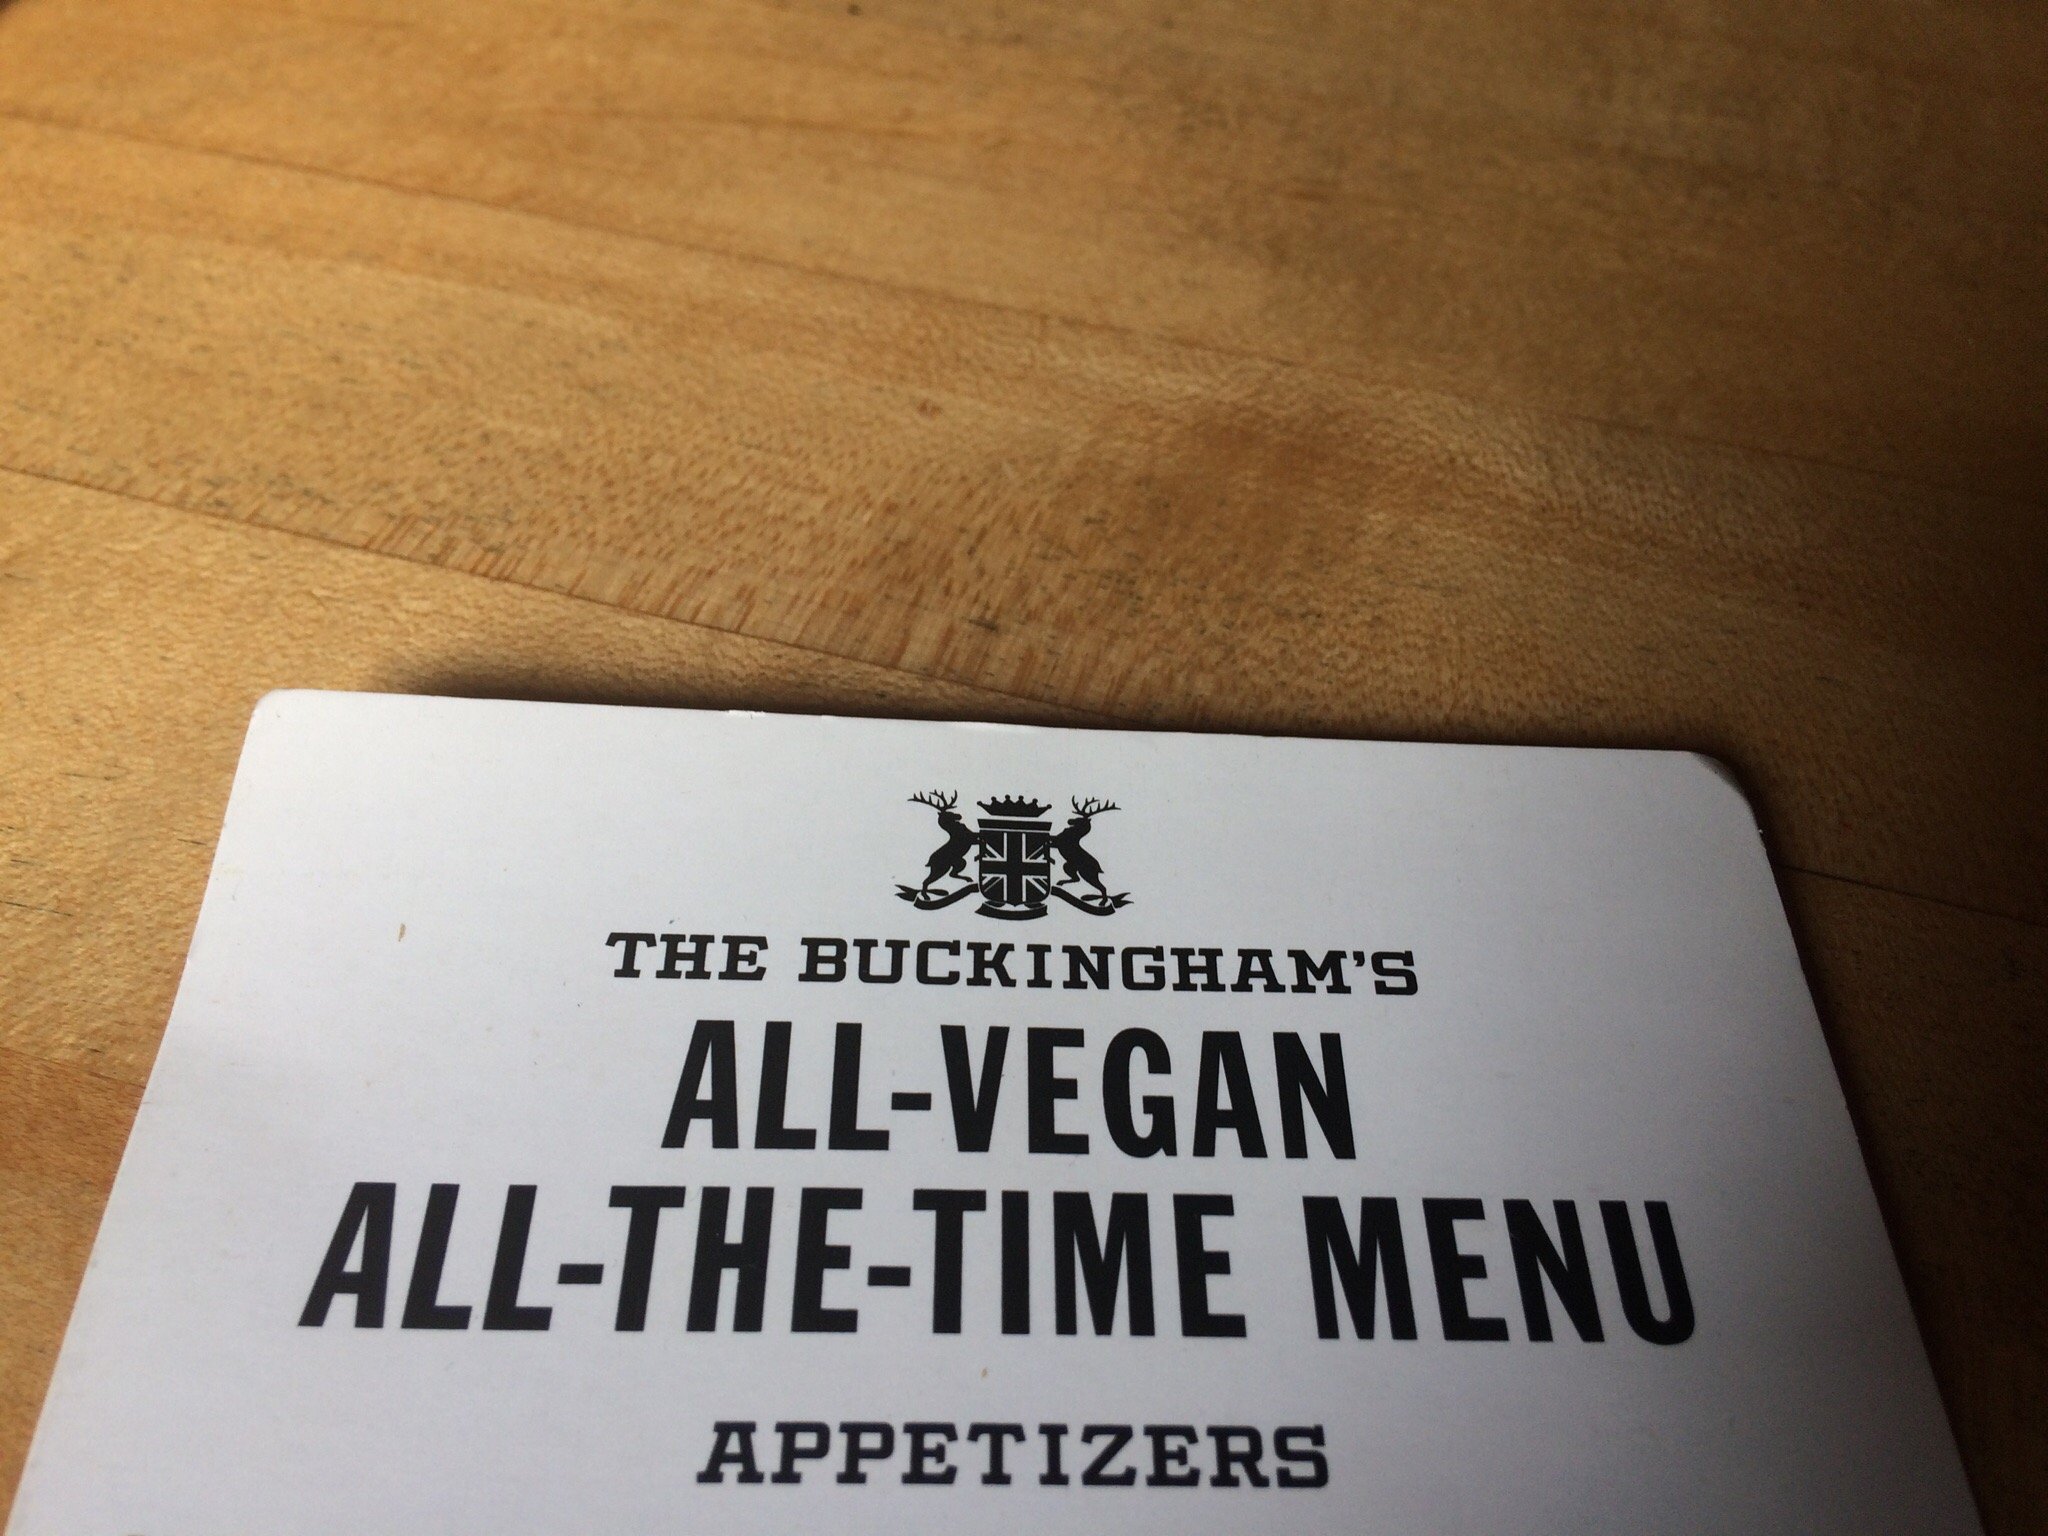 THE BUCKINGHAM'S
ALL-VEGAN
ALL-THE-TIME MENU
APPETIZERS